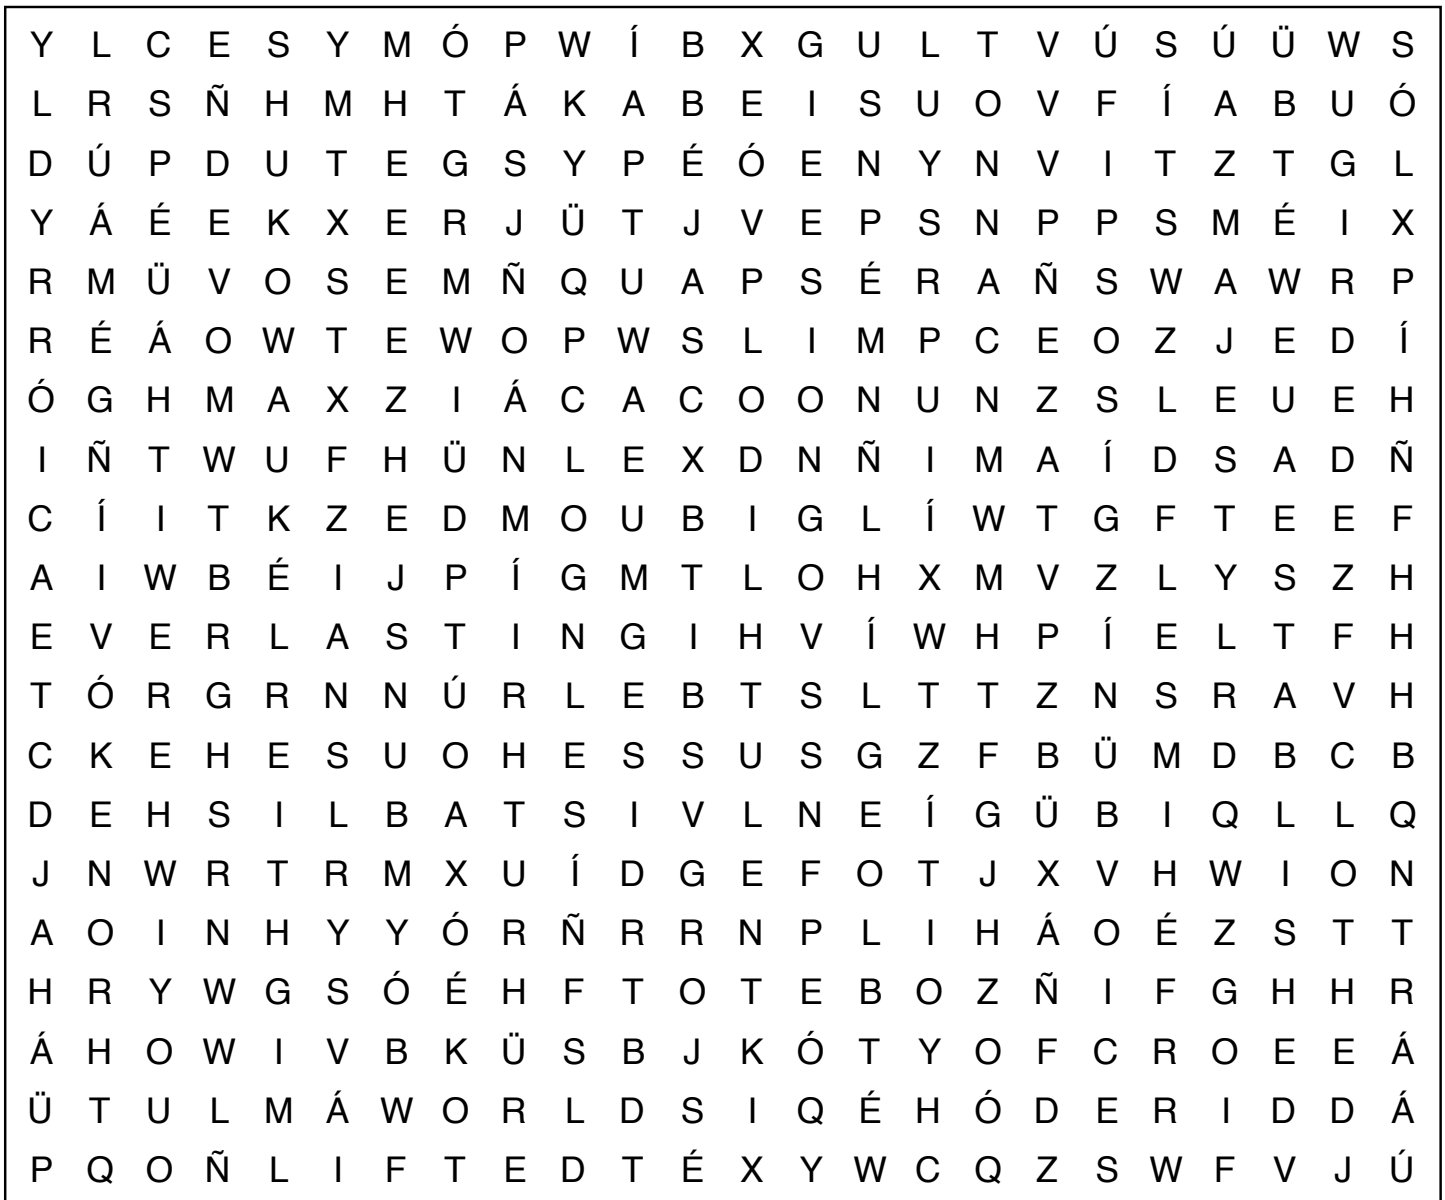 Y L C E S Y M Ó P W Í B X G U L T V Ú S Ú Ü W S
L R S Ñ H M H T Á K A B E I S U O V F Í A B U Ó
D Ú P D U T E G S Y P É Ó E N Y N V I T Z T G L
Y Á É E K X E R J Ü T J V E P S N P P S M É I X
R M Ü V O S E M Ñ Q U A P S É R A Ñ S W A W R P
R É Á O W T E W O P W S L I M P C E O Z J E D Í
Ó G H M A X Z I Á C A C O O N U N Z S L E U E H
I Ñ T W U F H Ü N L E X D N Ñ I M A Í D S A D Ñ
C Í I T K Z E D M O U B I G L Í W T G F T E E F
A I W B É I J P Í G M T L O H X M V Z L Y S Z H
E V E R L A S T I N G I H V Í W H P Í E L T F H
T Ó R G R N N Ú R L E B T S L T T Z N S R A V H
C K E H E S U O H E S S U S G Z F B Ü M D B C B
D E H S I L B A T S I V L N E Í G Ü B I Q L L Q
J N W R T R M X U Í D G E F O T J X V H W I O N
A O I N H Y Y Ó R Ñ R R N P L I H Á O É Z S T T
H R Y W G S Ó É H F T O T E B O Z Ñ I F G H H R
Á H O W I V B K Ü S B J K Ó T Y O F C R O E E Á
Ü T U L M Á W O R L D S I Q É H Ó D E R I D D Á
P Q O Ñ L I F T E D T É X Y W C Q Z S W F V J Ú